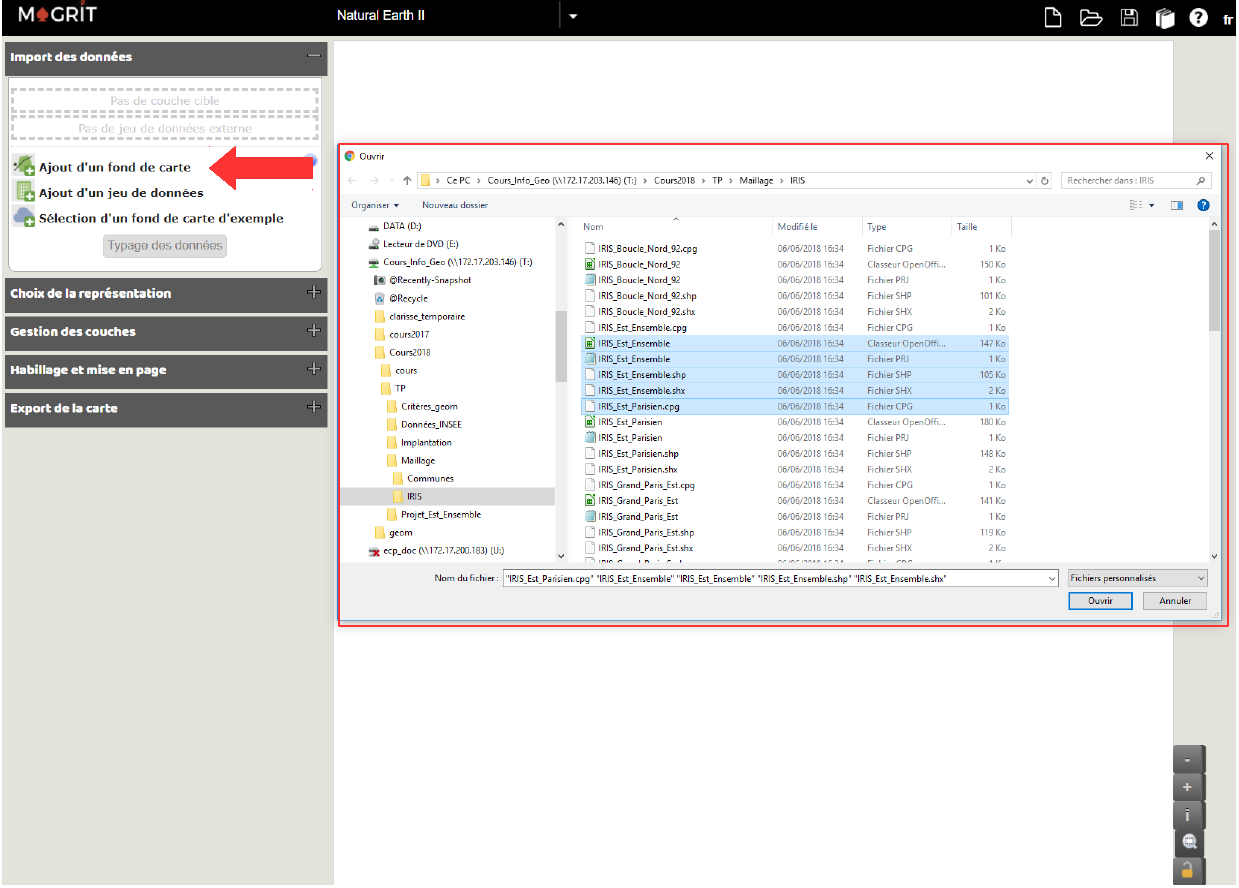 MAGRIT
Natural Earth II
fr
Import des données
Pas de couche cible
Pas de jeu de données externe
Ajout d'un fond de carte
Ajout d'un jeu de données
Sélection d'un fond de carte d'exemple
Typage des données
Choix de la représentation
Gestion des couches
Habillage et mise en page
Export de la carte
Ouvrir
Ce PC > Cours_Info_Geo (\\172.17.203.146) (T:) > Cours2018 > TP > Maillage > IRIS
Rechercher dans : IRIS
Organiser
Nouveau dossier
DATA (D:)
Lecteur de DVD (E:)
Cours_Info_Geo (\\172.17.203.146) (T:)
@Recently-Snapshot
@Recycle
clarisse_temporaire
cours2017
Cours2018
cours
TP
Critères_geom
Données_INSEE
Implantation
Maillage
Communes
IRIS
Projet_Est_Ensemble
geom
ecp_doc (\\172.17.200.183) (U:)
Nom Modifié le Type Taille
IRIS_Boucle_Nord_92.cpg 06/06/2018 16:34 Fichier CPG 1 Ko
IRIS_Boucle_Nord_92 06/06/2018 16:34 Classeur OpenOffi... 150 Ko
IRIS_Boucle_Nord_92 06/06/2018 16:34 Fichier PRJ 1 Ko
IRIS_Boucle_Nord_92.shp 06/06/2018 16:34 Fichier SHP 101 Ko
IRIS_Boucle_Nord_92.shx 06/06/2018 16:34 Fichier SHX 2 Ko
IRIS_Est_Ensemble.cpg 06/06/2018 16:34 Fichier CPG 1 Ko
IRIS_Est_Ensemble 06/06/2018 16:34 Classeur OpenOffi... 147 Ko
IRIS_Est_Ensemble 06/06/2018 16:34 Fichier PRJ 1 Ko
IRIS_Est_Ensemble.shp 06/06/2018 16:34 Fichier SHP 105 Ko
IRIS_Est_Ensemble.shx 06/06/2018 16:34 Fichier SHX 2 Ko
IRIS_Est_Parisien.cpg 06/06/2018 16:34 Fichier CPG 1 Ko
IRIS_Est_Parisien 06/06/2018 16:34 Classeur OpenOffi... 180 Ko
IRIS_Est_Parisien 06/06/2018 16:34 Fichier PRJ 1 Ko
IRIS_Est_Parisien.shp 06/06/2018 16:34 Fichier SHP 148 Ko
IRIS_Est_Parisien.shx 06/06/2018 16:34 Fichier SHX 2 Ko
IRIS_Grand_Paris_Est.cpg 06/06/2018 16:34 Fichier CPG 1 Ko
IRIS_Grand_Paris_Est 06/06/2018 16:34 Classeur OpenOffi... 141 Ko
IRIS_Grand_Paris_Est 06/06/2018 16:34 Fichier PRJ 1 Ko
IRIS_Grand_Paris_Est.shp 06/06/2018 16:34 Fichier SHP 119 Ko
IRIS_Grand_Paris_Est.shx 06/06/2018 16:34 Fichier SHX 2 Ko
Nom du fichier : "IRIS_Est_Parisien.cpg" "IRIS_Est_Ensemble" "IRIS_Est_Ensemble" "IRIS_Est_Ensemble.shp" "IRIS_Est_Ensemble.shx"
Fichiers personnalisés
Ouvrir
Annuler
-
+
i